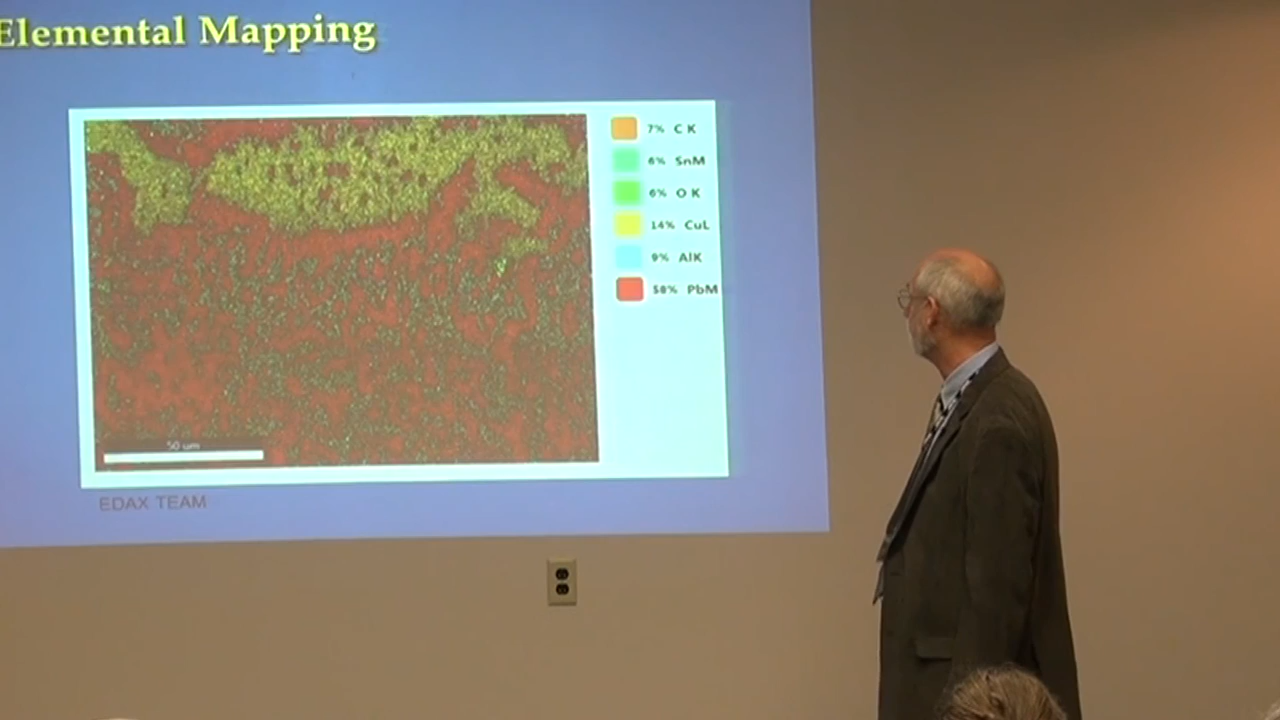 Elemental Mapping
7% C K
6% SnM
6% O K
14% CuL
9% AlK
58% PbM
50 um
EDAX TEAM